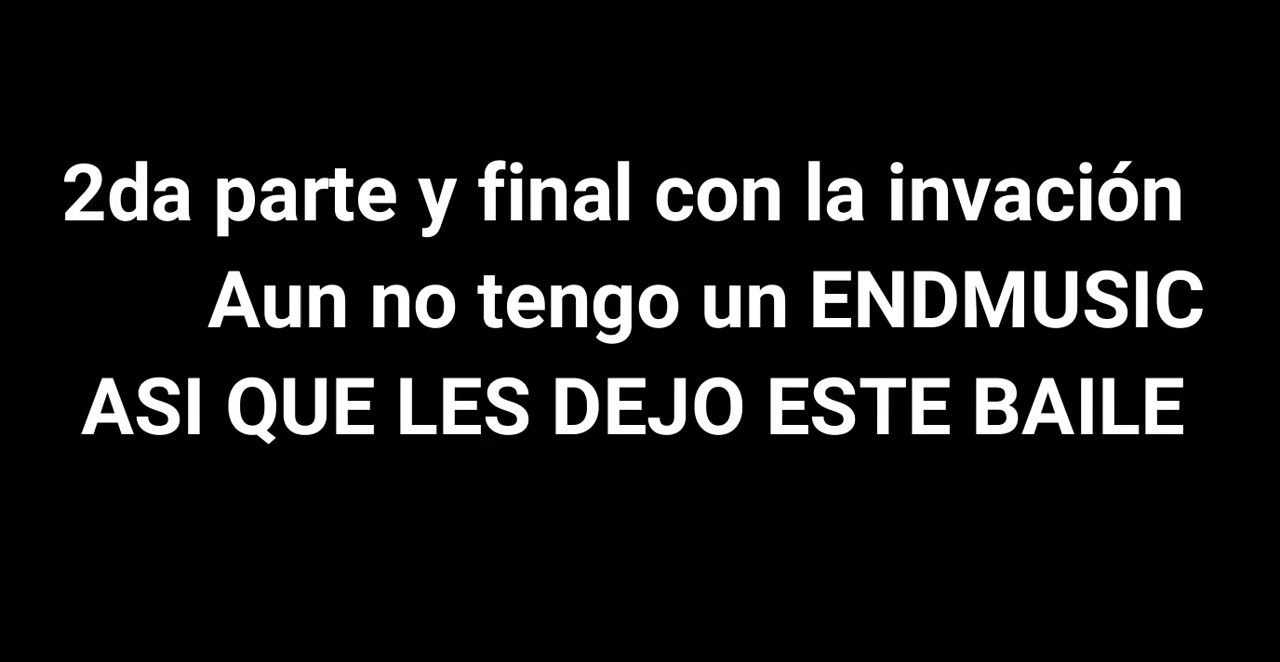 2da parte y final con la invación
Aun no tengo un ENDMUSIC
ASI QUE LES DEJO ESTE BAILE